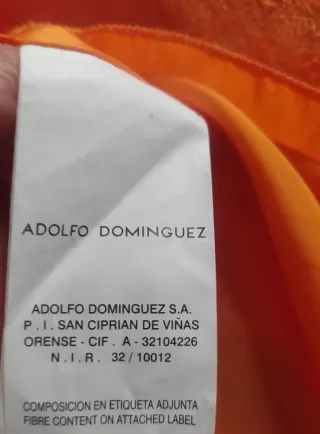 ADOLFO DOMINGUEZ
ADOLFO DOMINGUEZ S.A.
P . I . SAN CIPRIAN DE VIÑAS
ORENSE - CIF . A - 32104226
N . I . R . 32 / 10012
COMPOSICION EN ETIQUETA ADJUNTA
FIBRE CONTENT ON ATTACHED LABEL